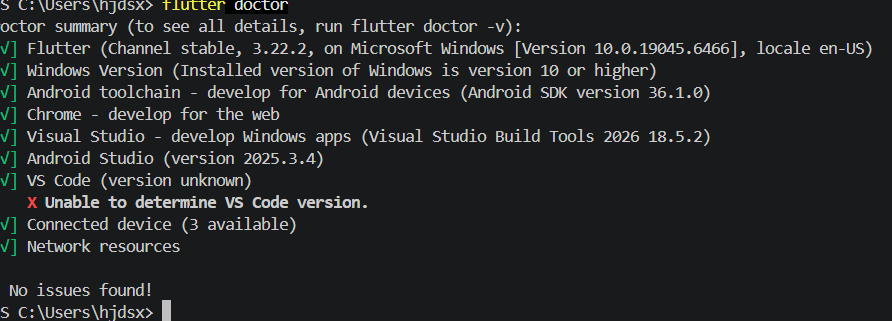 S C:\Users\hjdsx> flutter doctor
octor summary (to see all details, run flutter doctor -v):
√] Flutter (Channel stable, 3.22.2, on Microsoft Windows [Version 10.0.19045.6466], locale en-US)
√] Windows Version (Installed version of Windows is version 10 or higher)
√] Android toolchain - develop for Android devices (Android SDK version 36.1.0)
√] Chrome - develop for the web
√] Visual Studio - develop Windows apps (Visual Studio Build Tools 2026 18.5.2)
√] Android Studio (version 2025.3.4)
√] VS Code (version unknown)
X Unable to determine VS Code version.
√] Connected device (3 available)
√] Network resources
No issues found!
S C:\Users\hjdsx>